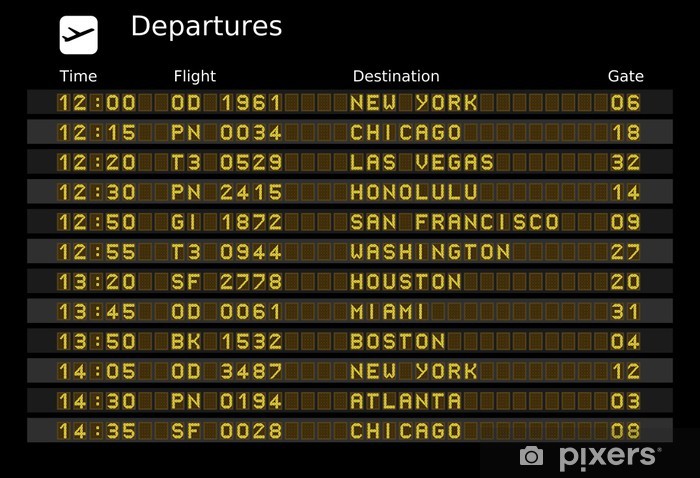 Departures
Time Flight Destination Gate
12:00 OD 1961 NEW YORK 06
12:15 PN 0034 CHICAGO 18
12:20 T3 0529 LAS VEGAS 32
12:30 PN 2415 HONOLULU 14
12:50 GI 1872 SAN FRANCISCO 09
12:55 T3 0944 WASHINGTON 27
13:20 SF 2778 HOUSTON 20
13:45 OD 0061 MIAMI 31
13:50 BK 1532 BOSTON 04
14:05 OD 3487 NEW YORK 12
14:30 PN 0194 ATLANTA 03
14:35 SF 0028 CHICAGO 08
pixers